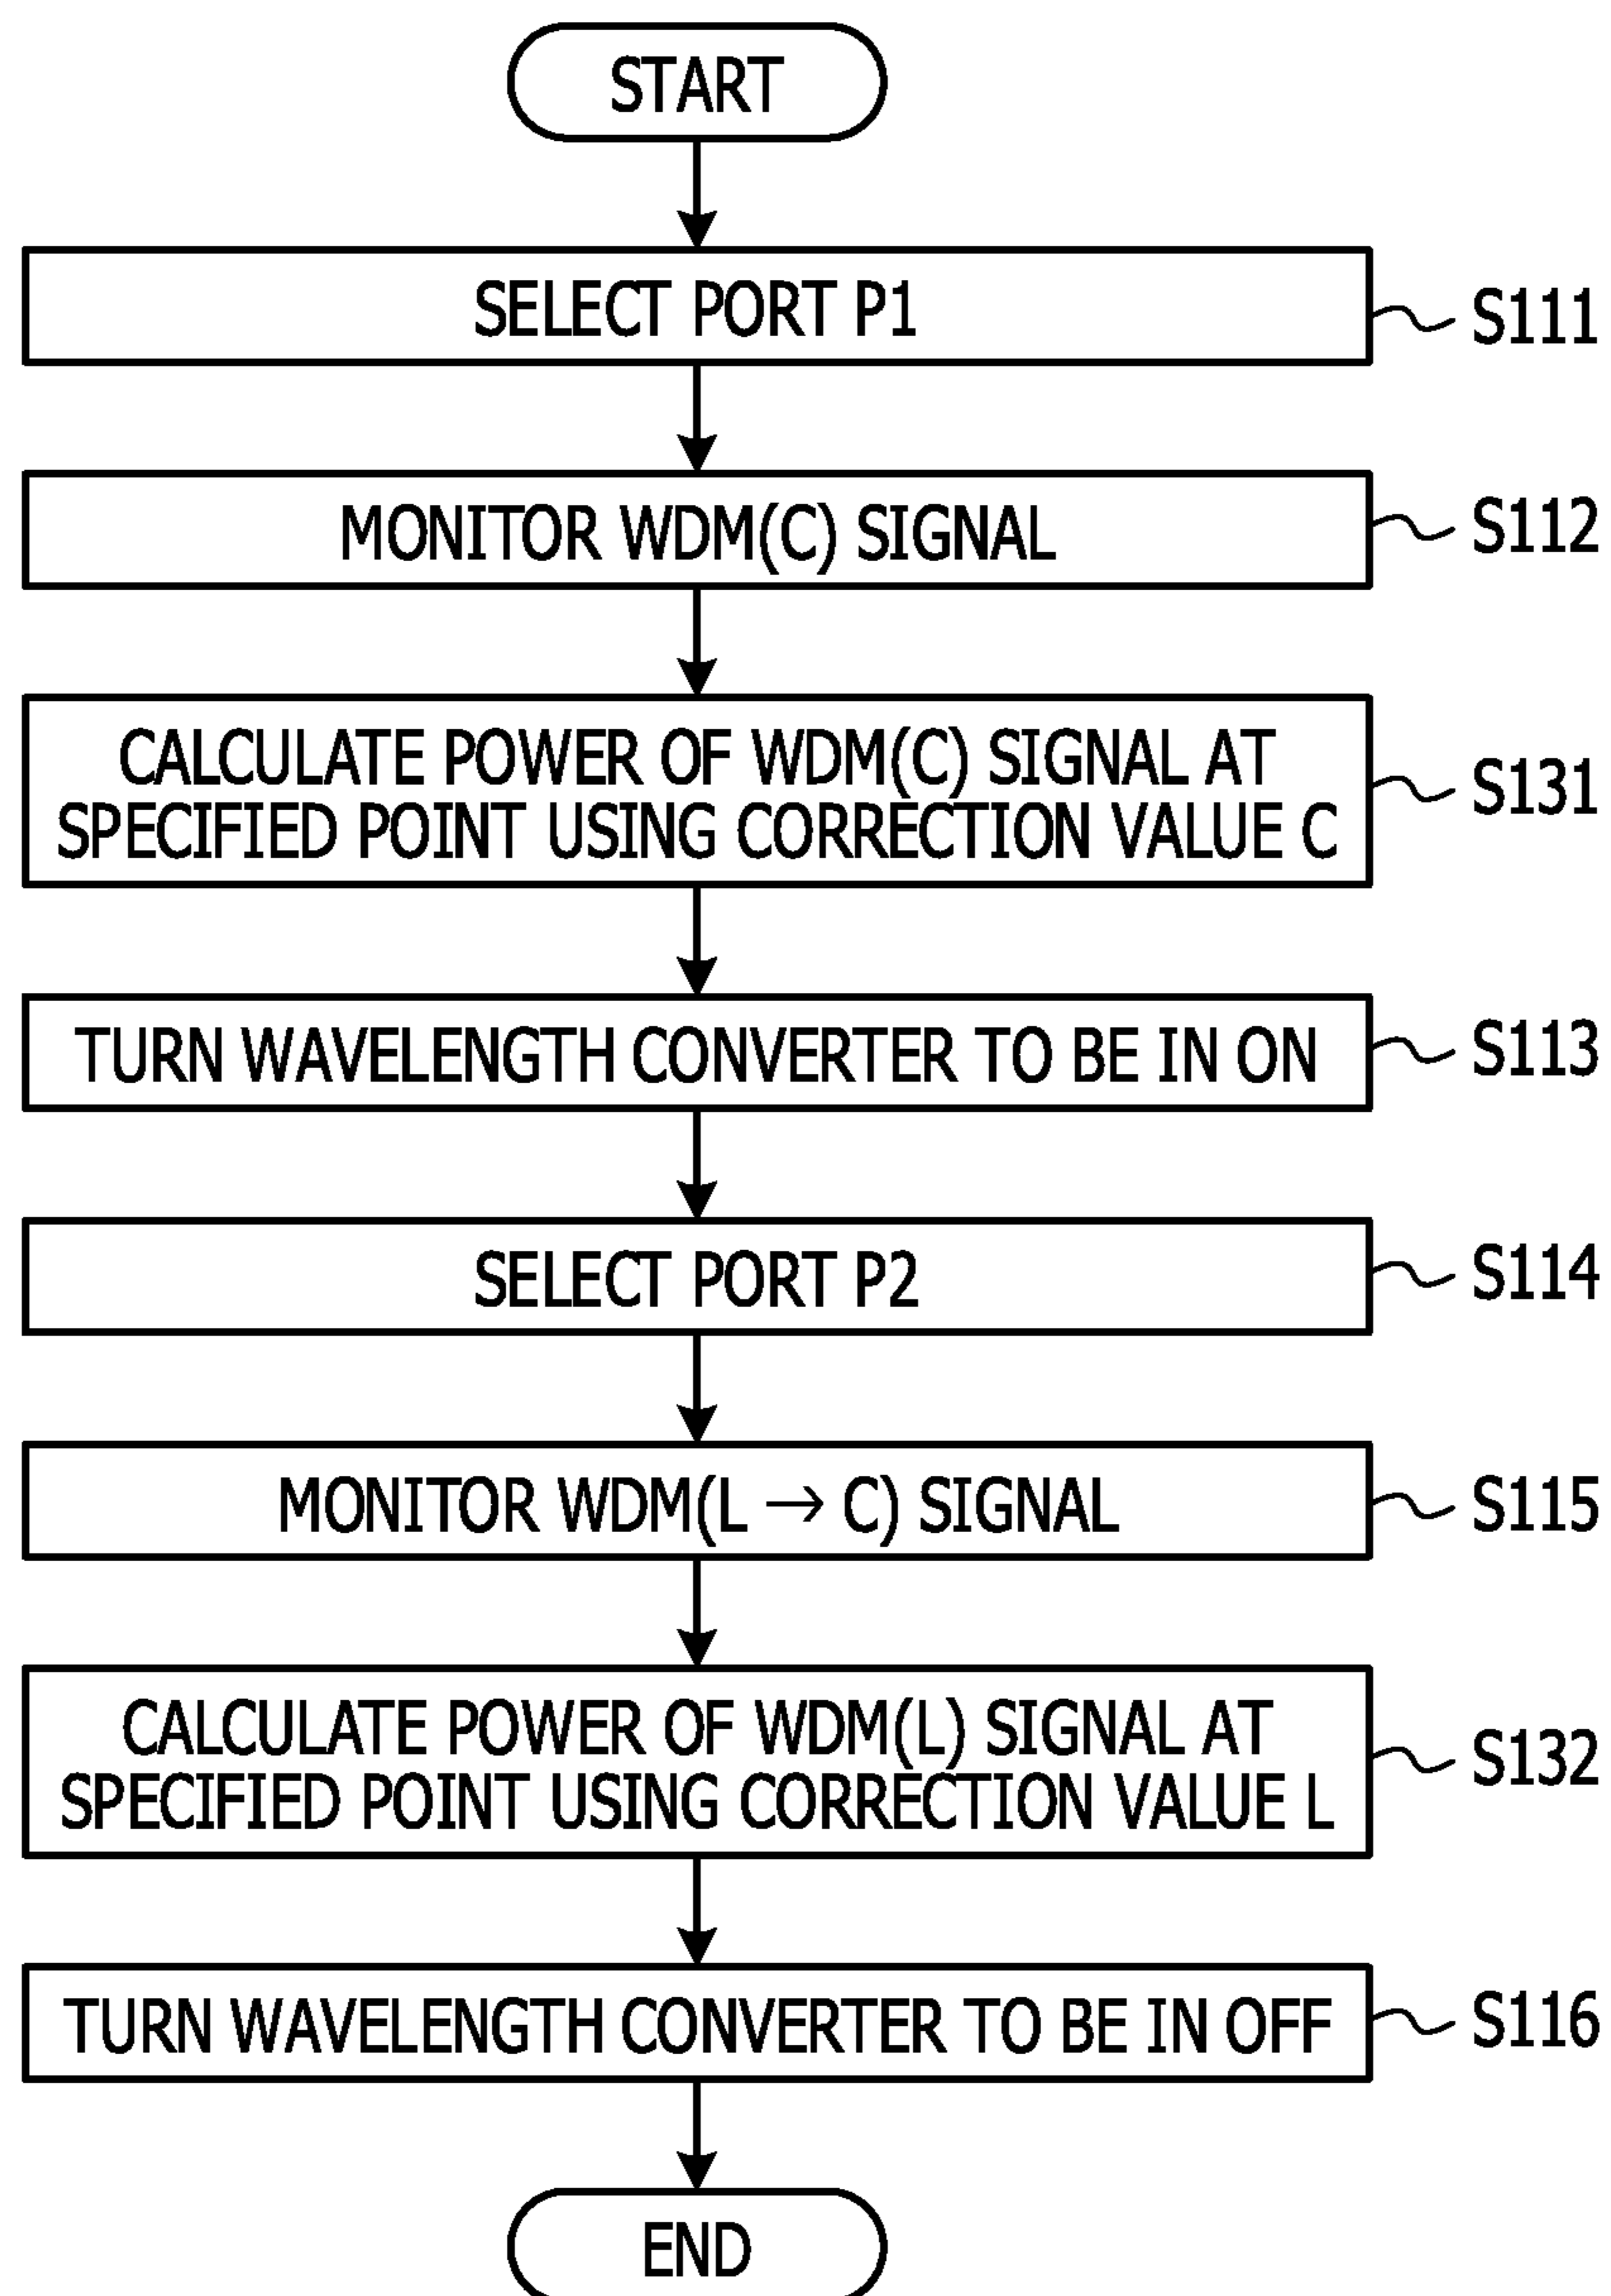 START
SELECT PORT P1
S111
MONITOR WDM(C) SIGNAL
S112
CALCULATE POWER OF WDM(C) SIGNAL AT
SPECIFIED POINT USING CORRECTION VALUE C
S131
TURN WAVELENGTH CONVERTER TO BE IN ON
S113
SELECT PORT P2
S114
MONITOR WDM(L → C) SIGNAL
S115
CALCULATE POWER OF WDM(L) SIGNAL AT
SPECIFIED POINT USING CORRECTION VALUE L
S132
TURN WAVELENGTH CONVERTER TO BE IN OFF
S116
END